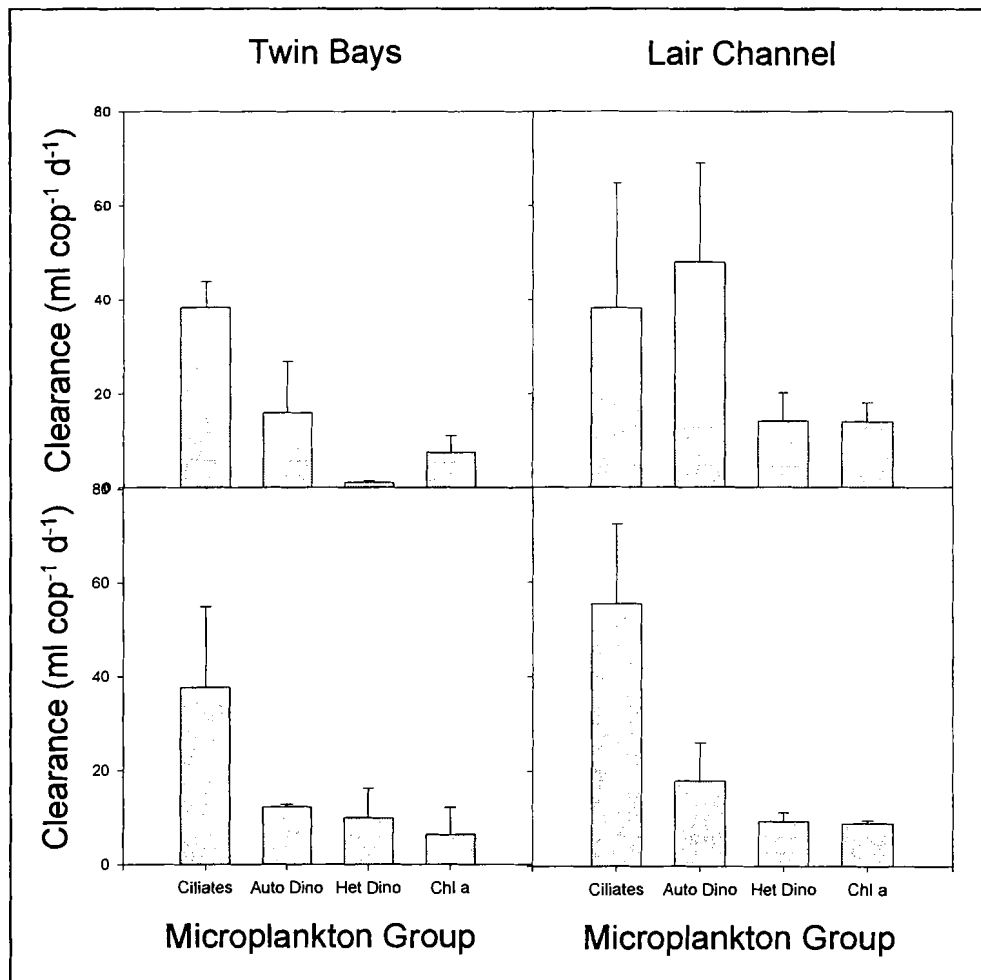 Twin Bays
Lair Channel
Clearance (ml cop⁻¹ d⁻¹)
80
60
40
20
0
Clearance (ml cop⁻¹ d⁻¹)
80
60
40
20
0
Ciliates
Auto Dino
Het Dino
Chl a
Ciliates
Auto Dino
Het Dino
Chl a
Microplankton Group
Microplankton Group